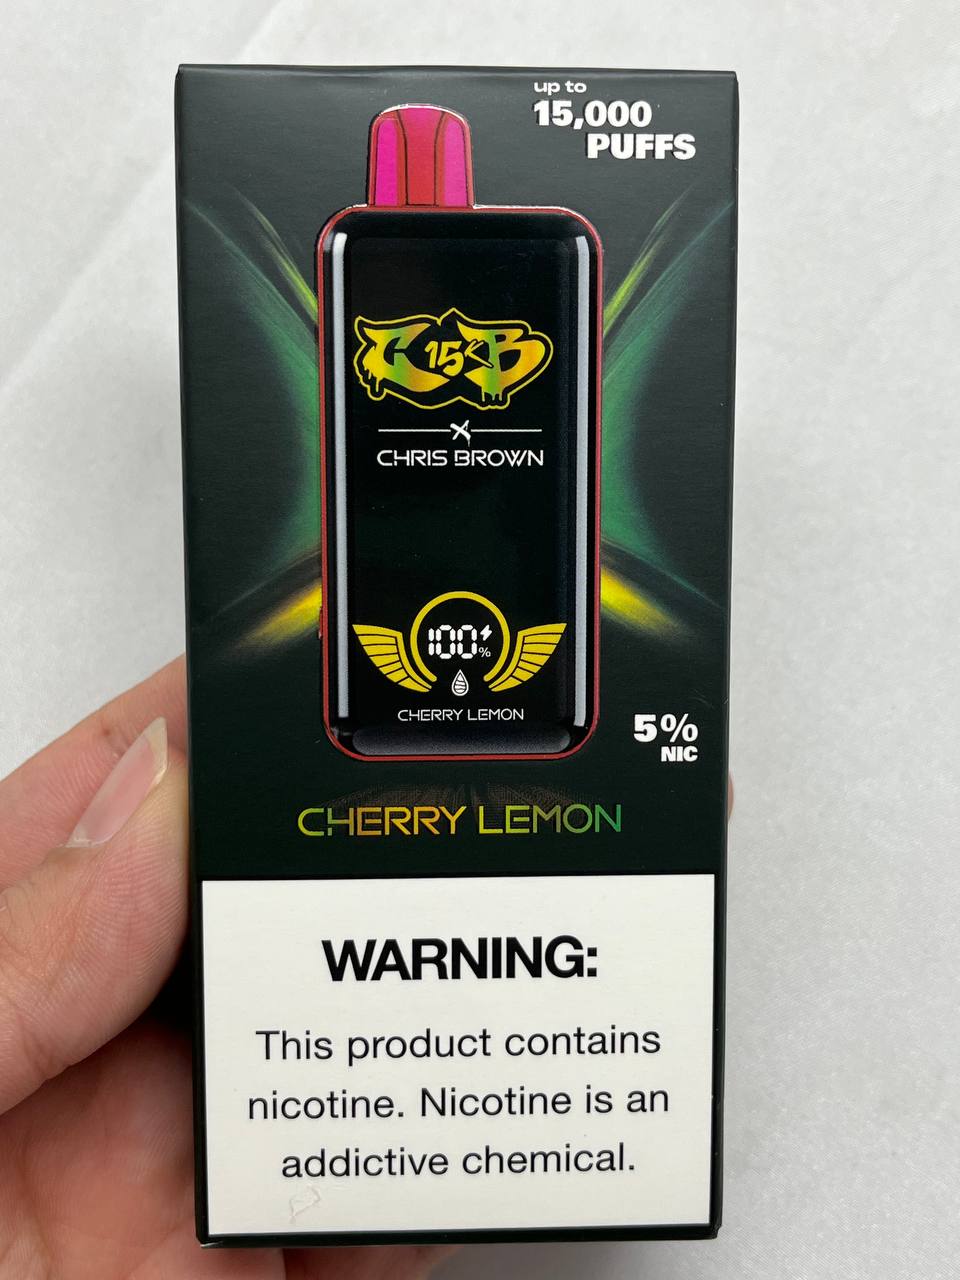 up to
15,000
PUFFS
C 15K B
X
CHRIS BROWN
100%
CHERRY LEMON
5%
NIC
CHERRY LEMON
WARNING:
This product contains
nicotine. Nicotine is an
addictive chemical.